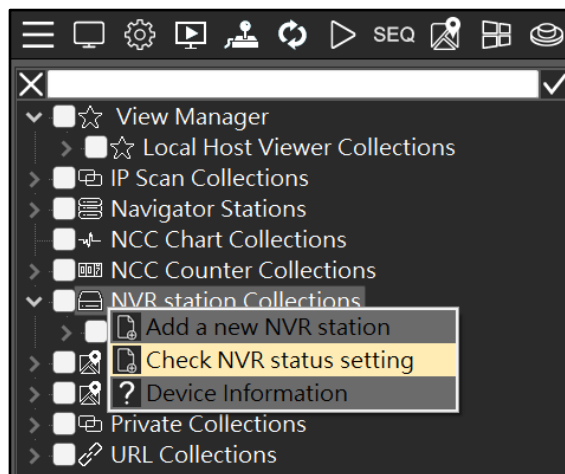 SEQ
View Manager
Local Host Viewer Collections
IP Scan Collections
Navigator Stations
NCC Chart Collections
NCC Counter Collections
NVR station Collections
Add a new NVR station
Check NVR status setting
? Device Information
Private Collections
URL Collections